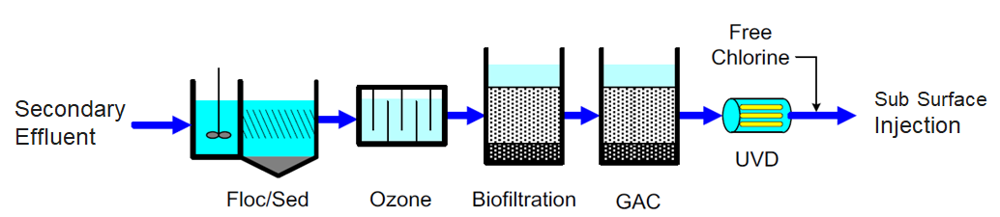 Secondary
Effluent
Floc/Sed
Ozone
Biofiltration
GAC
UVD
Free
Chlorine
Sub Surface
Injection